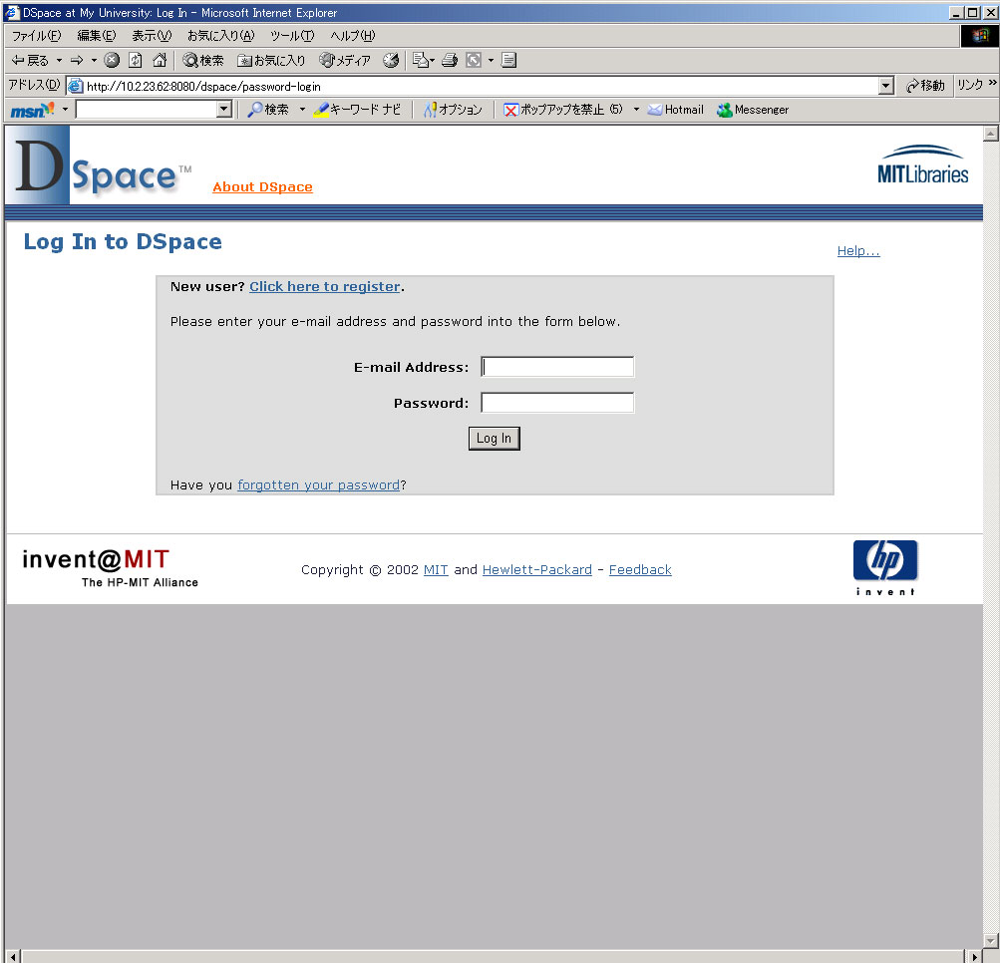 DSpace at My University: Log In - Microsoft Internet Explorer
ファイル(F) 編集(E) 表示(V) お気に入り(A) ツール(T) ヘルプ(H)
戻る 検索 お気に入り メディア
アドレス(D) http://10.2.23.62:8080/dspace/password-login 移動 リンク »
msn 検索 キーワード ナビ オプション ポップアップを禁止 (5) Hotmail Messenger
DSpace™ About DSpace MITLibraries
Log In to DSpace
Help...
New user? Click here to register.
Please enter your e-mail address and password into the form below.
E-mail Address:
Password:
Log In
Have you forgotten your password?
invent@MIT
The HP-MIT Alliance
Copyright © 2002 MIT and Hewlett-Packard - Feedback
hp
invent